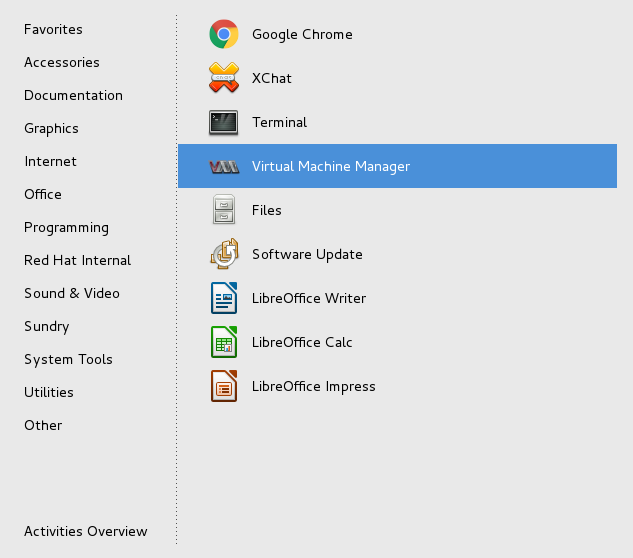 Favorites
Accessories
Documentation
Graphics
Internet
Office
Programming
Red Hat Internal
Sound & Video
Sundry
System Tools
Utilities
Other
Activities Overview
Google Chrome
XChat
Terminal
Virtual Machine Manager
Files
Software Update
LibreOffice Writer
LibreOffice Calc
LibreOffice Impress